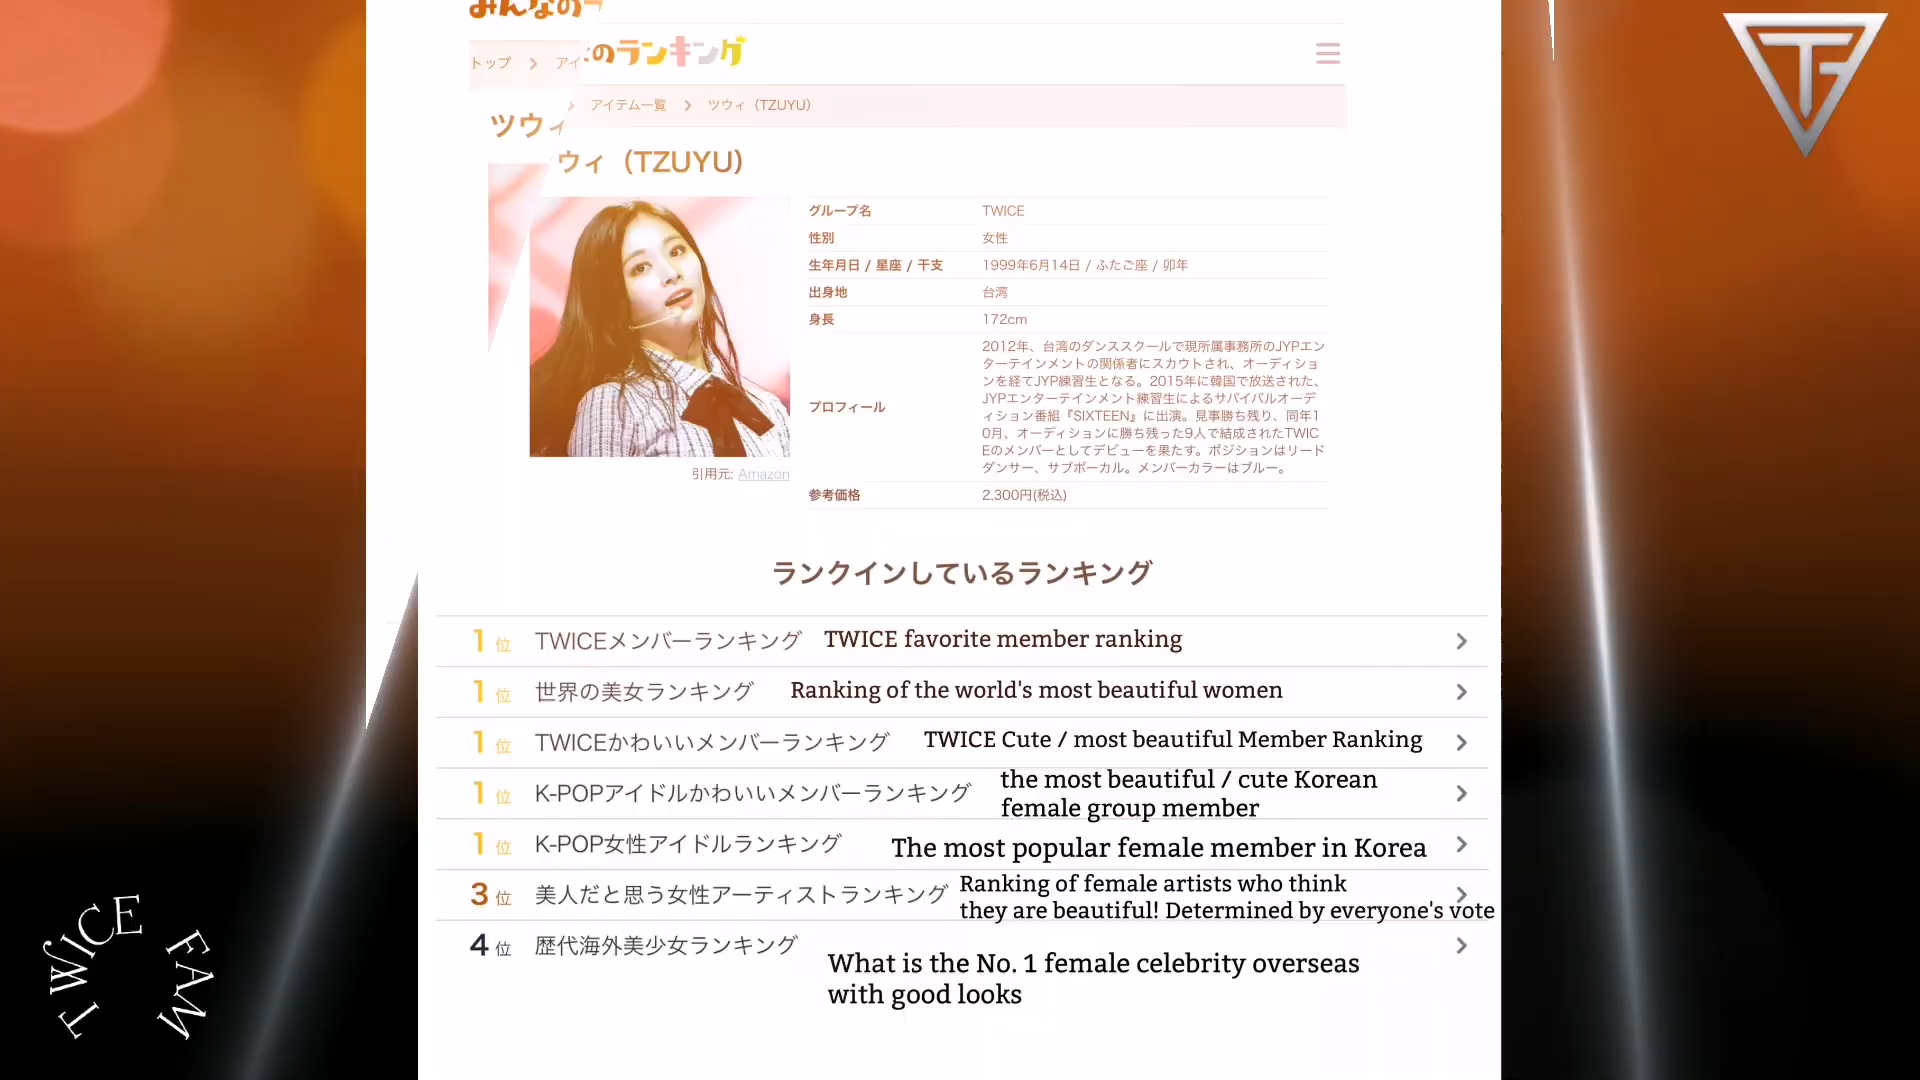 みんなのラ
のランキング
トップ > アイ
アイテム一覧 > ツウィ（TZUYU）
ツウィ
ウィ（TZUYU）
グループ名 TWICE
性別 女性
生年月日 / 星座 / 干支 1999年6月14日 / ふたご座 / 卯年
出身地 台湾
身長 172cm
プロフィール
2012年、台湾のダンススクールで現所属事務所のJYPエン
ターテインメントの関係者にスカウトされ、オーディショ
ンを経てJYP練習生となる。2015年に韓国で放送された、
JYPエンターテインメント練習生によるサバイバルオーデ
ィション番組『SIXTEEN』に出演。見事勝ち残り、同年1
0月、オーディションに勝ち残った9人で結成されたTWIC
Eのメンバーとしてデビューを果たす。ポジションはリード
ダンサー、サブボーカル。メンバーカラーはブルー。
引用元: Amazon
参考価格 2,300円(税込)
ランクインしているランキング
1 位 TWICEメンバーランキング TWICE favorite member ranking
1 位 世界の美女ランキング Ranking of the world's most beautiful women
1 位 TWICEかわいいメンバーランキング TWICE Cute / most beautiful Member Ranking
1 位 K-POPアイドルかわいいメンバーランキング the most beautiful / cute Korean
female group member
1 位 K-POP女性アイドルランキング The most popular female member in Korea
3 位 美人だと思う女性アーティストランキング Ranking of female artists who think
they are beautiful! Determined by everyone's vote
4 位 歴代海外美少女ランキング What is the No. 1 female celebrity overseas
with good looks
TWICE FAM
TF